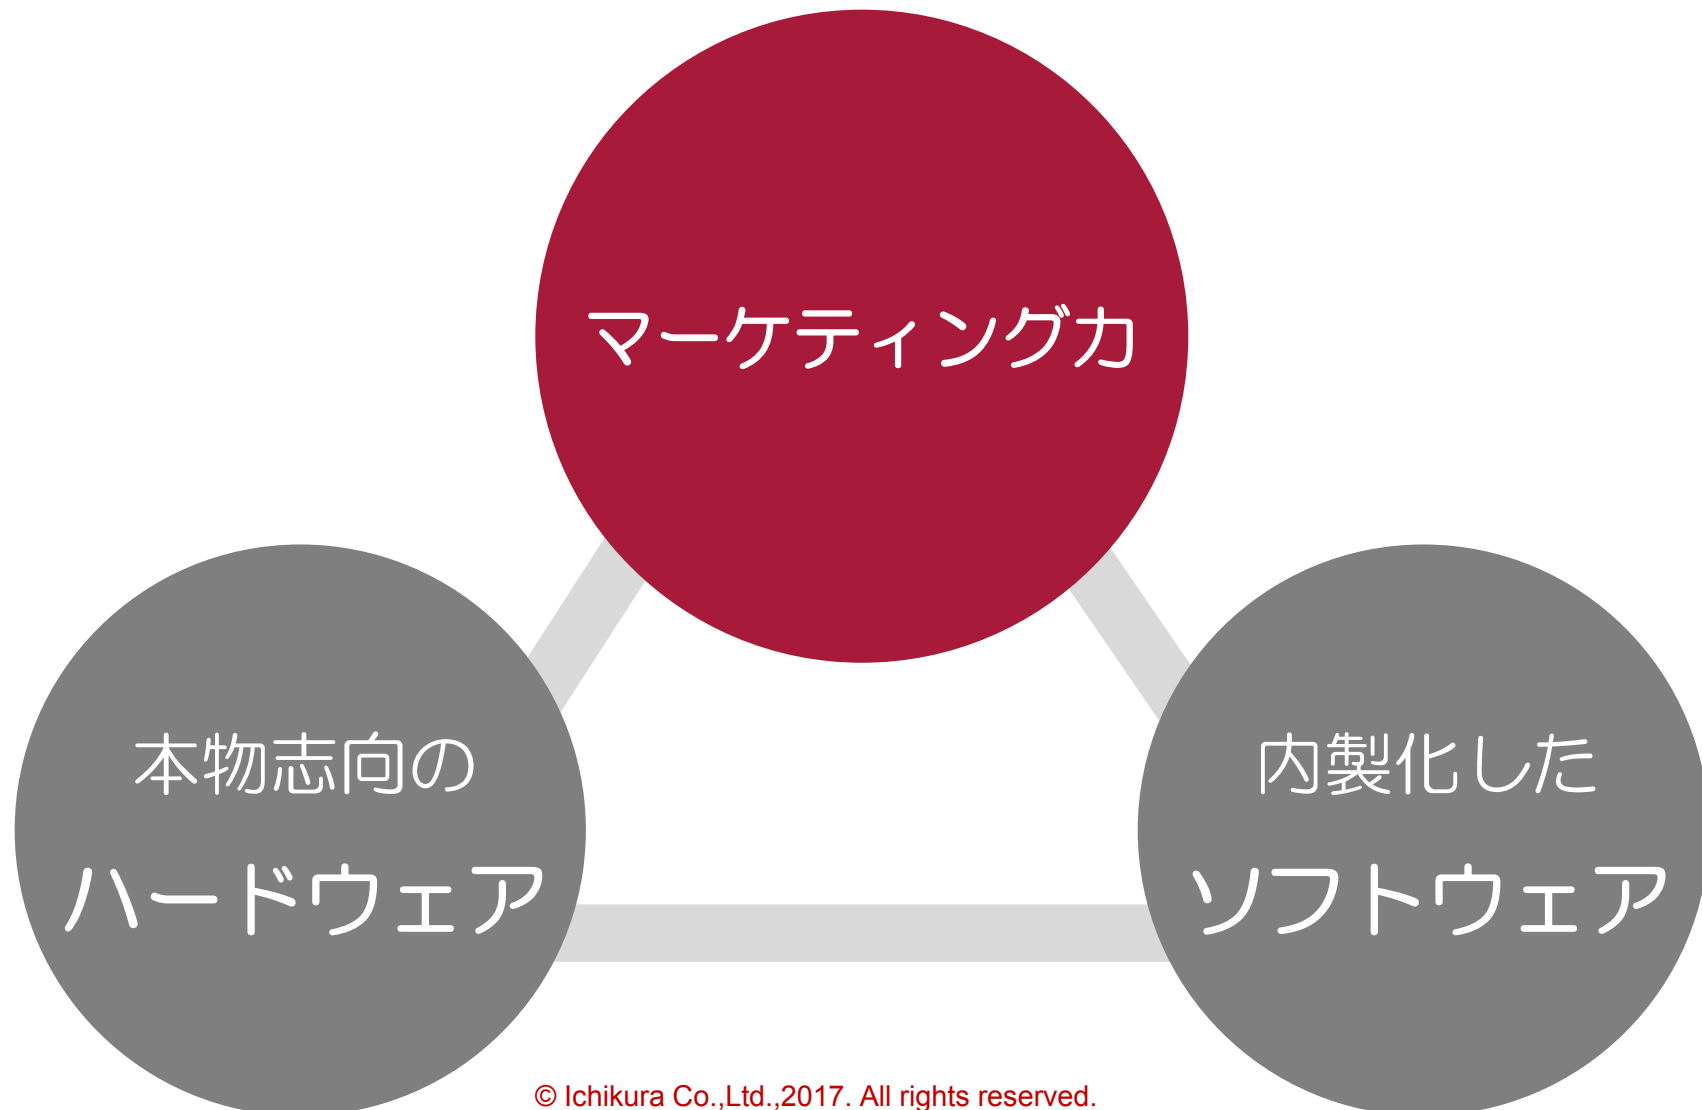 マーケティング力
本物志向の
ハードウェア
内製化した
ソフトウェア
© Ichikura Co.,Ltd.,2017. All rights reserved.